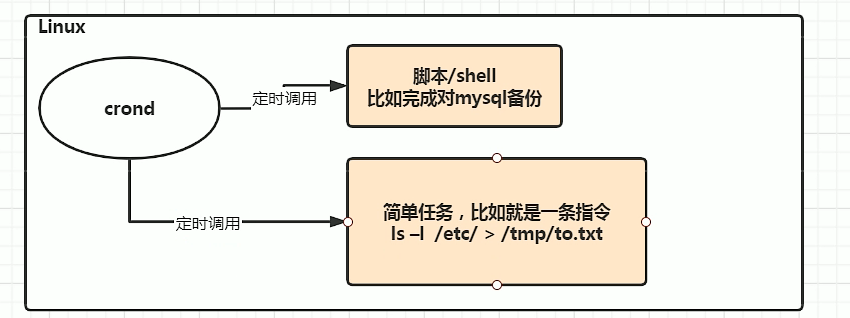 Linux
crond
定时调用
脚本/shell
比如完成对mysql备份
定时调用
简单任务，比如就是一条指令
ls –l  /etc/ > /tmp/to.txt